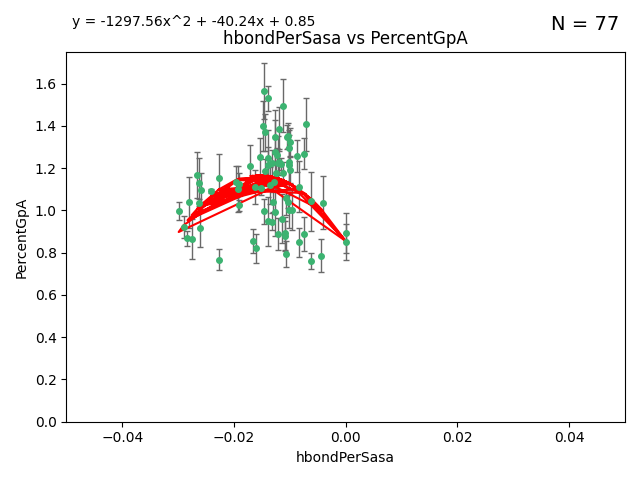 y = -1297.56x^2 + -40.24x + 0.85
N = 77
hbondPerSasa vs PercentGpA
PercentGpA
1.6
1.4
1.2
1.0
0.8
0.6
0.4
0.2
0.0
−0.04 −0.02 0.00 0.02 0.04
hbondPerSasa